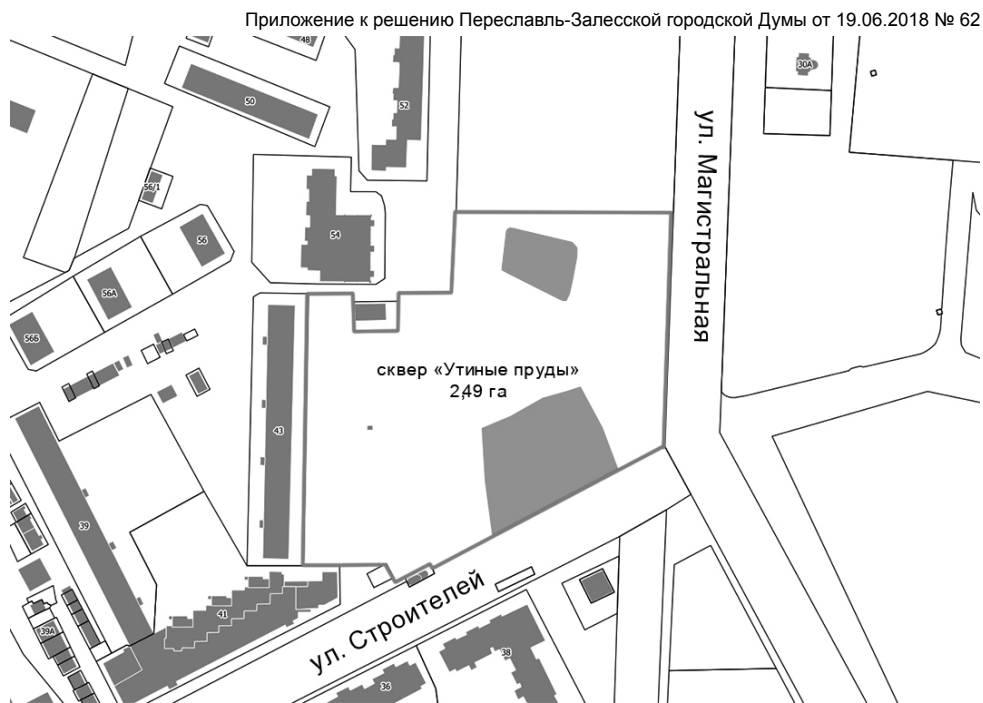 Приложение к решению Переславль-Залесской городской Думы от 19.06.2018 № 62
48
30А
50
52
56/1
ул. Магистральная
56
54
56А
56Б
сквер «Утиные пруды»
2,49 га
43
39
41
39А
ул. Строителей
38
36